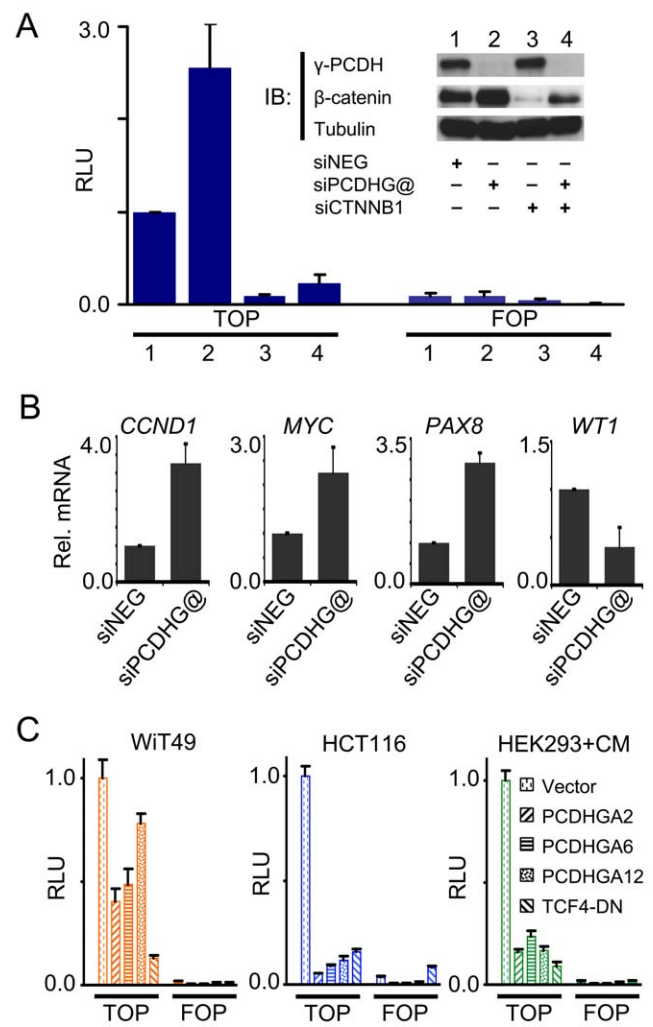 A
3.0
RLU
0.0
1 2 3 4
IB:
γ-PCDH
β-catenin
Tubulin
siNEG + – – –
siPCDHG@ – + – +
siCTNNB1 – – + +
TOP FOP
1 2 3 4 1 2 3 4
B
CCND1 MYC PAX8 WT1
Rel. mRNA
4.0 3.0 3.5 1.5
0.0 0.0 0.0 0.0
siNEG siPCDHG@ siNEG siPCDHG@ siNEG siPCDHG@ siNEG siPCDHG@
C
WiT49 HCT116 HEK293+CM
1.0 1.0 1.0
RLU RLU RLU
Vector
PCDHGA2
PCDHGA6
PCDHGA12
TCF4-DN
0.0 0.0 0.0
TOP FOP TOP FOP TOP FOP